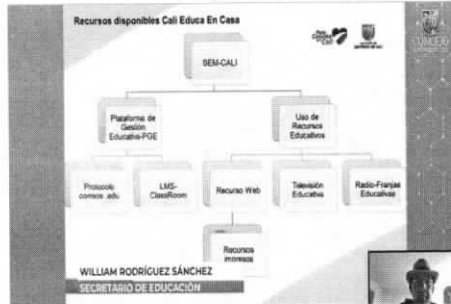 Recursos disponibles Cali Educa En Casa
SEM-CALI
Plataforma de
Gestión
Educativa-PGE
Uso de
Recursos
Educativos
Protocolo
correos .edu
LMS-
ClassRoom
Recurso Web
Televisión
Educativa
Radio-Franjas
Educativas
Recursos
impresos
WILLIAM RODRÍGUEZ SÁNCHEZ
SECRETARIO DE EDUCACIÓN